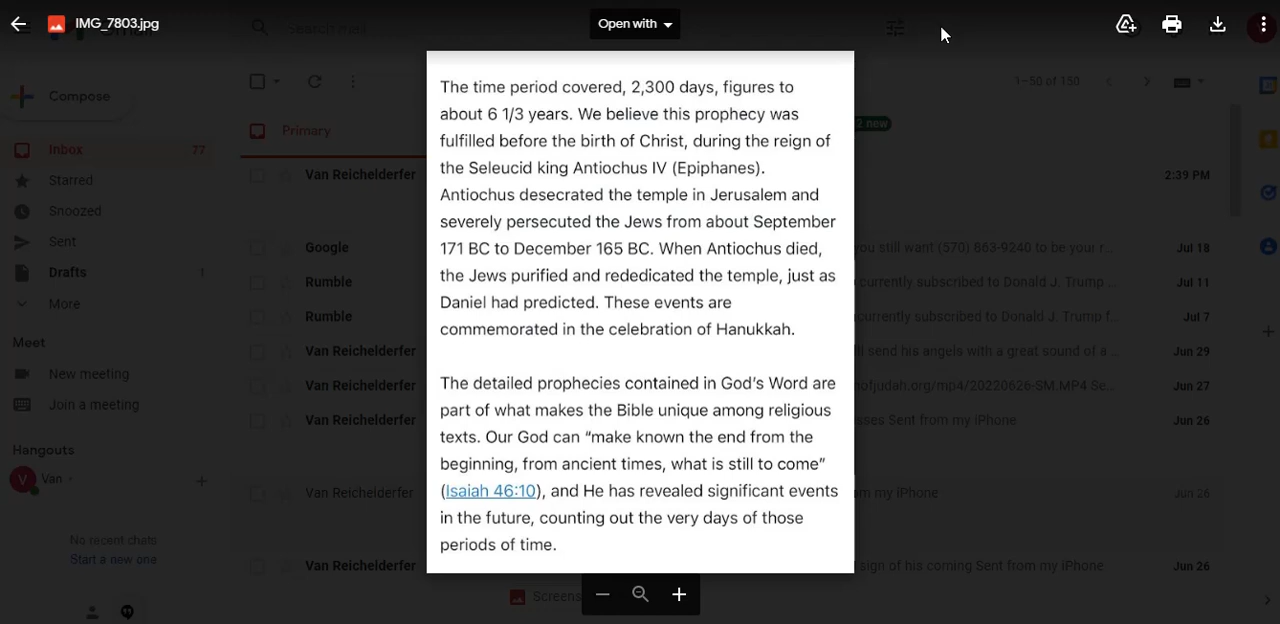 IMG_7803.jpg
Open with
Search mail
Compose
1–50 of 150
Primary
2 new
Inbox 77
Van Reichelderfer 2:39 PM
Starred
Snoozed
Sent
Google you still want (570) 863-9240 to be your r... Jul 18
Drafts 1
Rumble currently subscribed to Donald J. Trump ... Jul 11
More
Rumble currently subscribed to Donald J. Trump f... Jul 7
Meet
Van Reichelderfer ll send his angels with a great sound of a ... Jun 29
New meeting
Van Reichelderfer ofjudah.org/mp4/20220626-SM.MP4 Se... Jun 27
Join a meeting
Van Reichelderfer sses Sent from my iPhone Jun 26
Hangouts
Van
Van Reichelderfer om my iPhone Jun 26
No recent chats
Start a new one
Van Reichelderfer sign of his coming Sent from my iPhone Jun 26
Screens
The time period covered, 2,300 days, figures to
about 6 1/3 years. We believe this prophecy was
fulfilled before the birth of Christ, during the reign of
the Seleucid king Antiochus IV (Epiphanes).
Antiochus desecrated the temple in Jerusalem and
severely persecuted the Jews from about September
171 BC to December 165 BC. When Antiochus died,
the Jews purified and rededicated the temple, just as
Daniel had predicted. These events are
commemorated in the celebration of Hanukkah.
The detailed prophecies contained in God's Word are
part of what makes the Bible unique among religious
texts. Our God can “make known the end from the
beginning, from ancient times, what is still to come”
(Isaiah 46:10), and He has revealed significant events
in the future, counting out the very days of those
periods of time.